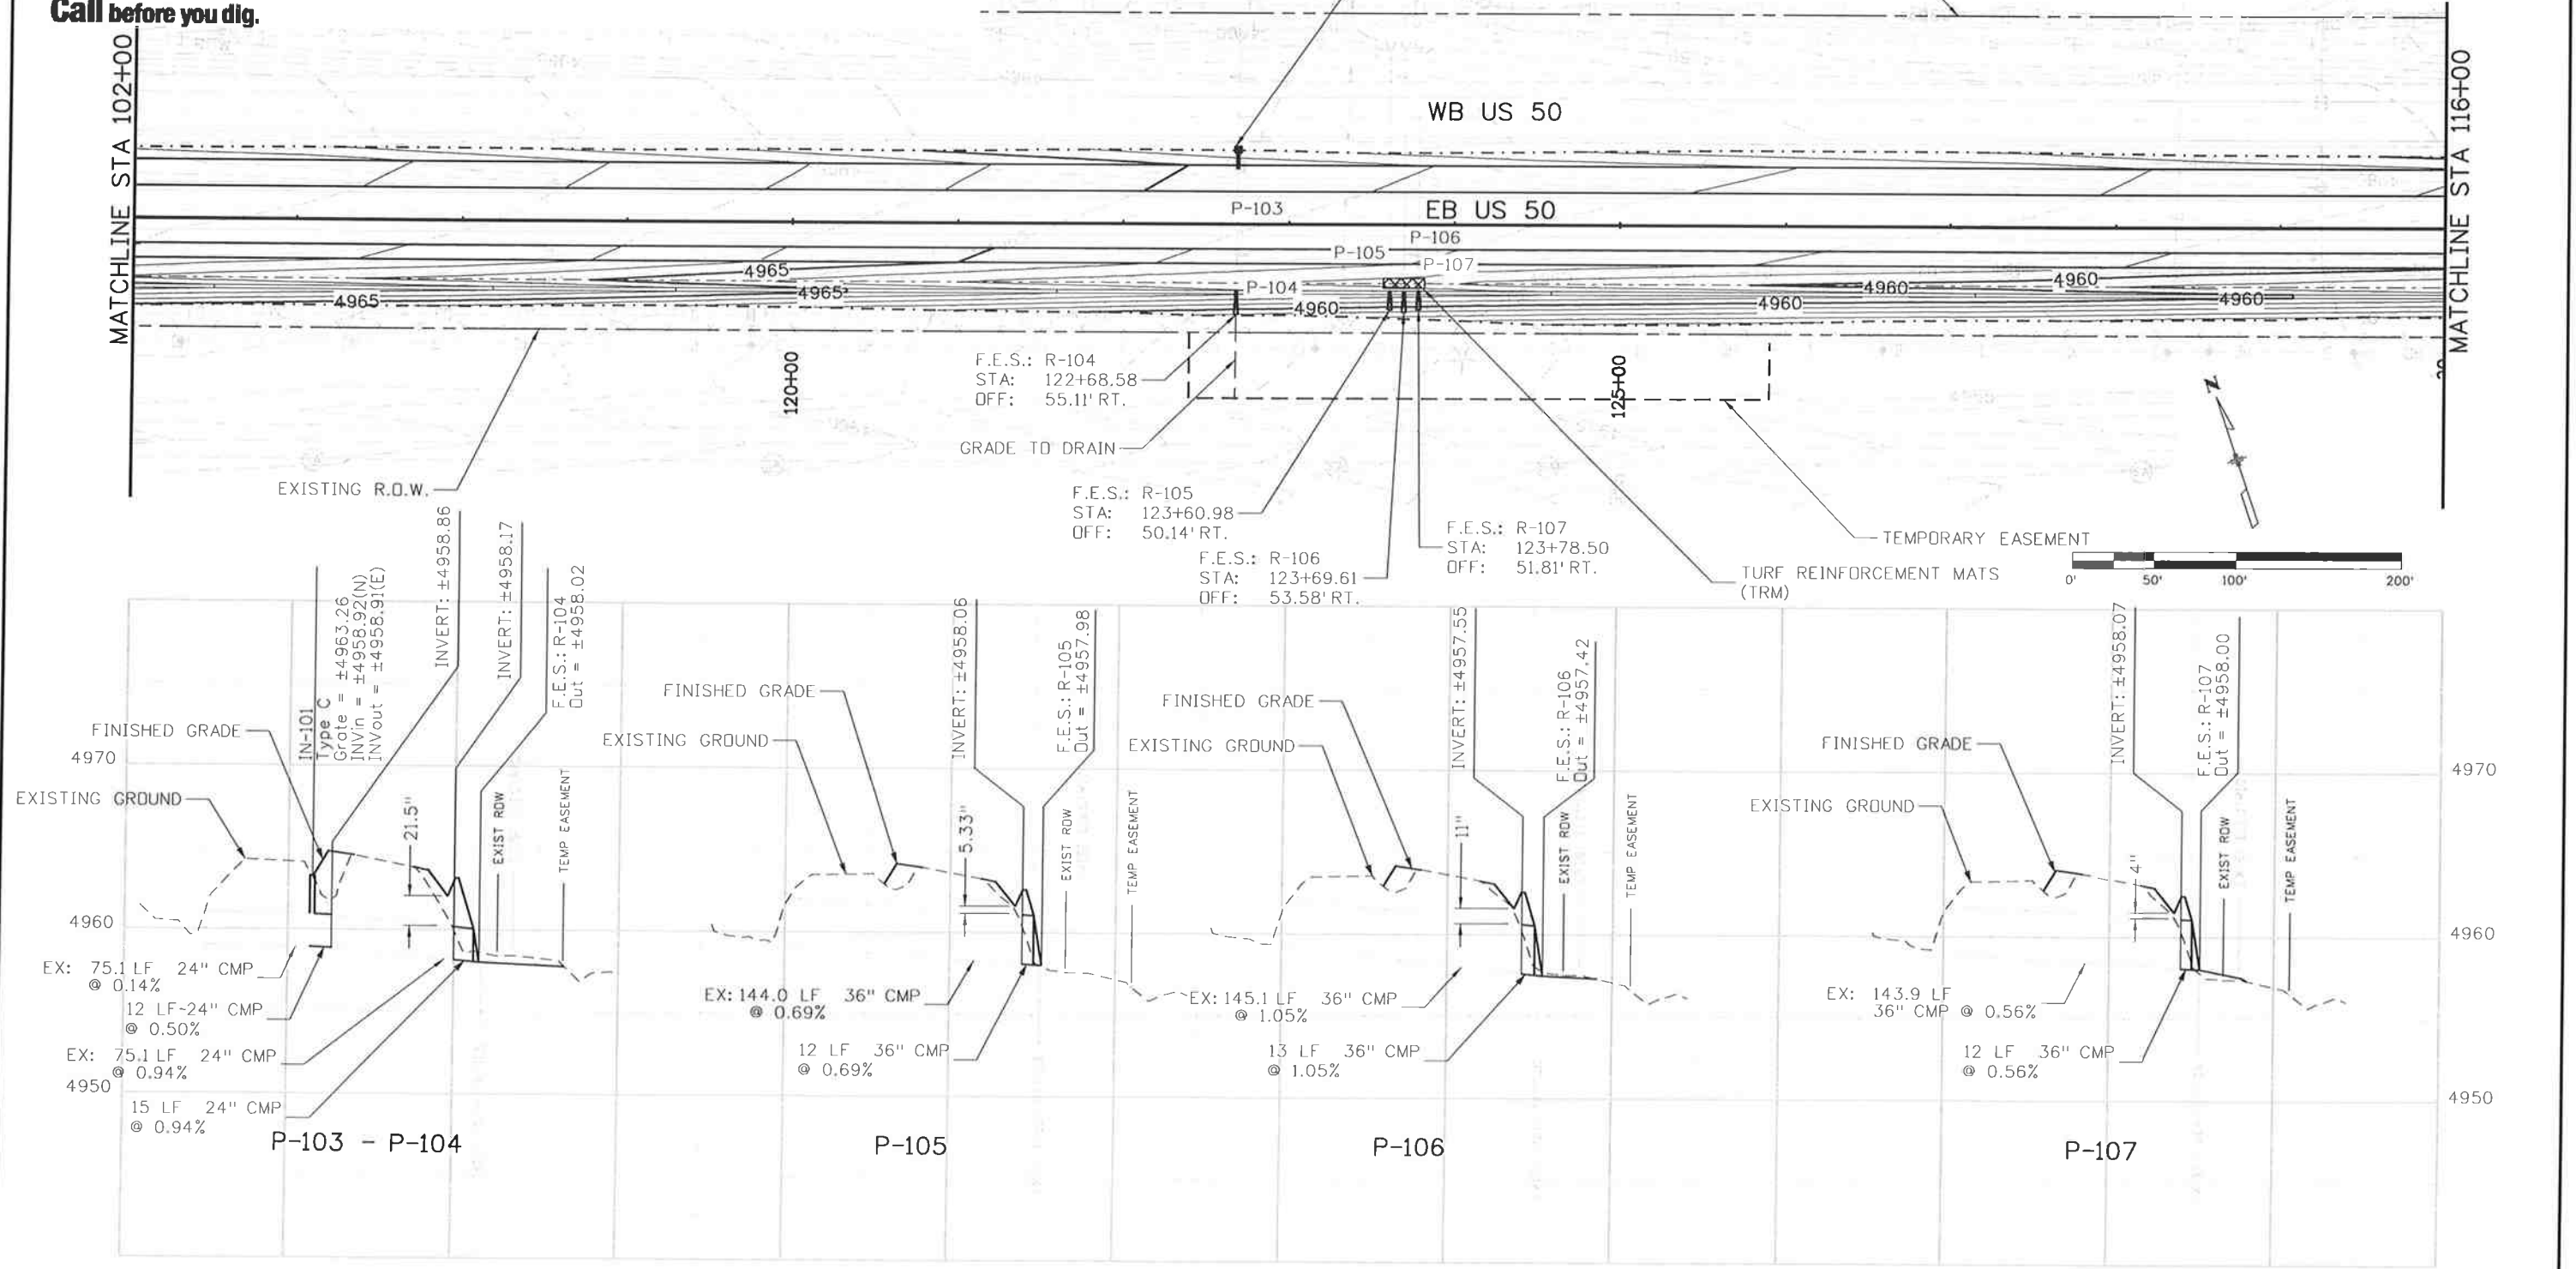 Call before you dig.
MATCHLINE STA 102+00
MATCHLINE STA 116+00
WB US 50
P-103
EB US 50
P-106
P-105
P-107
4965
P-104
4960
4960
4965
4965
4960
4960
4960
120+00
125+00
F.E.S.: R-104
STA: 122+68.58
OFF: 55.11' RT.
GRADE TO DRAIN
EXISTING R.O.W.
F.E.S.: R-105
STA: 123+60.98
OFF: 50.14' RT.
F.E.S.: R-106
STA: 123+69.61
OFF: 53.58' RT.
F.E.S.: R-107
STA: 123+78.50
OFF: 51.81' RT.
TEMPORARY EASEMENT
TURF REINFORCEMENT MATS
(TRM)
N
0' 50' 100' 200'
IN-101
Type C
Grate = ±4963.26
INVin = ±4958.92(N)
INVout = ±4958.91(E)
INVERT: ±4958.86
INVERT: ±4958.17
F.E.S.: R-104
Out = ±4958.02
FINISHED GRADE
4970
EXISTING GROUND
21.5"
EXIST ROW
TEMP EASEMENT
4960
EX: 75.1 LF 24" CMP
@ 0.14%
12 LF-24" CMP
@ 0.50%
EX: 75.1 LF 24" CMP
@ 0.94%
4950
15 LF 24" CMP
@ 0.94%
P-103 - P-104
INVERT: ±4958.06
F.E.S.: R-105
Out = ±4957.98
FINISHED GRADE
EXISTING GROUND
5.33"
EXIST ROW
TEMP EASEMENT
EX: 144.0 LF 36" CMP
@ 0.69%
12 LF 36" CMP
@ 0.69%
P-105
INVERT: ±4957.55
F.E.S.: R-106
Out = ±4957.42
FINISHED GRADE
EXISTING GROUND
11"
EXIST ROW
TEMP EASEMENT
EX: 145.1 LF 36" CMP
@ 1.05%
13 LF 36" CMP
@ 1.05%
P-106
INVERT: ±4958.07
F.E.S.: R-107
Out = ±4958.00
FINISHED GRADE
EXISTING GROUND
4"
EXIST ROW
TEMP EASEMENT
EX: 143.9 LF
36" CMP @ 0.56%
12 LF 36" CMP
@ 0.56%
P-107
4970
4960
4950